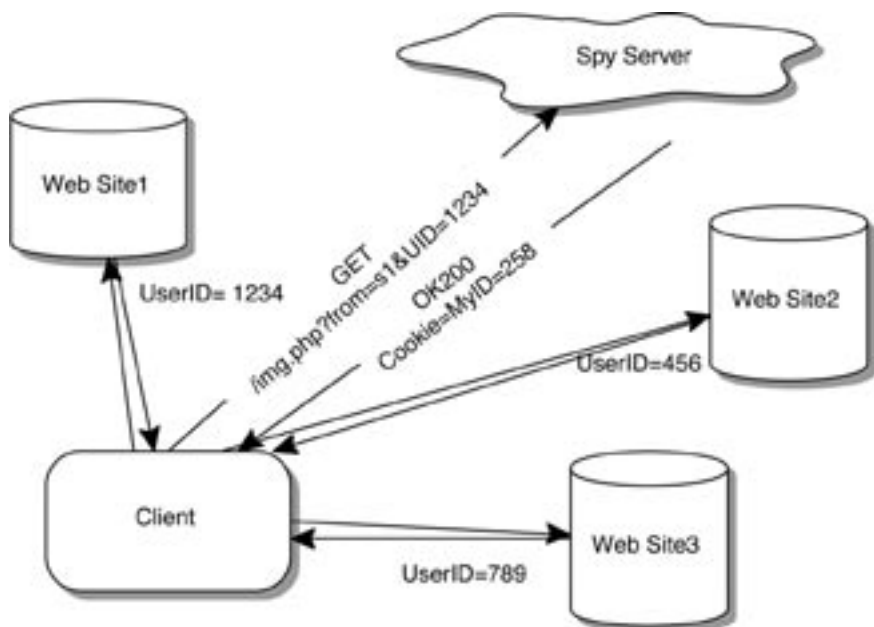 Spy Server
Web Site1
UserID= 1234
GET
/img.php?from=s1&UID=1234
OK200
Cookie=MyID=258
Web Site2
UserID=456
Client
Web Site3
UserID=789